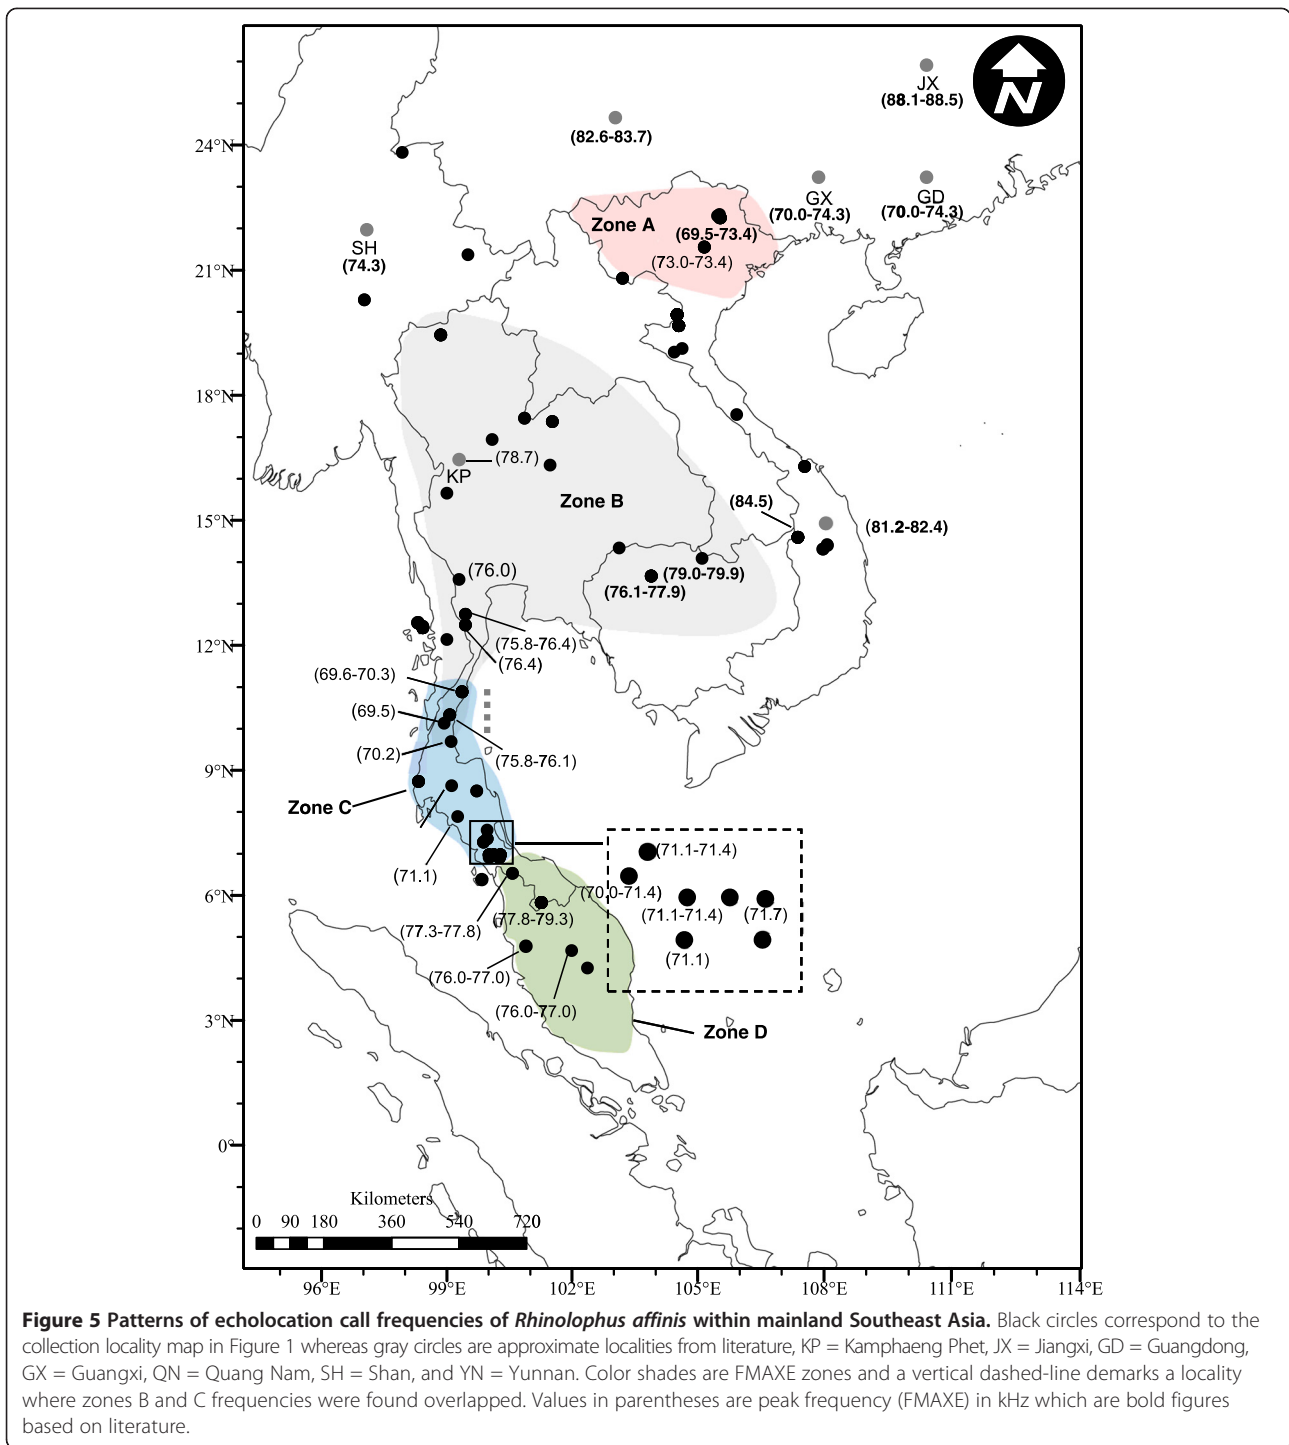 N
JX
(88.1-88.5)
(82.6-83.7)
24°N
GX
(70.0-74.3)
GD
(70.0-74.3)
Zone A
(69.5-73.4)
(73.0-73.4)
SH
(74.3)
21°N
18°N
(78.7)
KP
Zone B
(84.5)
15°N
(81.2-82.4)
(76.0)
(79.0-79.9)
(76.1-77.9)
(75.8-76.4)
12°N
(76.4)
(69.6-70.3)
(69.5)
(70.2)
(75.8-76.1)
9°N
Zone C
(71.1-71.4)
(71.1)
(70.0-71.4)
6°N
(71.1-71.4)
(71.7)
(77.8-79.3)
(77.3-77.8)
(71.1)
(76.0-77.0)
(76.0-77.0)
3°N
Zone D
0°
Kilometers
0 90 180 360 540 720
96°E 99°E 102°E 105°E 108°E 111°E 114°E
Figure 5 Patterns of echolocation call frequencies of Rhinolophus affinis within mainland Southeast Asia. Black circles correspond to the
collection locality map in Figure 1 whereas gray circles are approximate localities from literature, KP = Kamphaeng Phet, JX = Jiangxi, GD = Guangdong,
GX = Guangxi, QN = Quang Nam, SH = Shan, and YN = Yunnan. Color shades are FMAXE zones and a vertical dashed-line demarks a locality
where zones B and C frequencies were found overlapped. Values in parentheses are peak frequency (FMAXE) in kHz which are bold figures
based on literature.